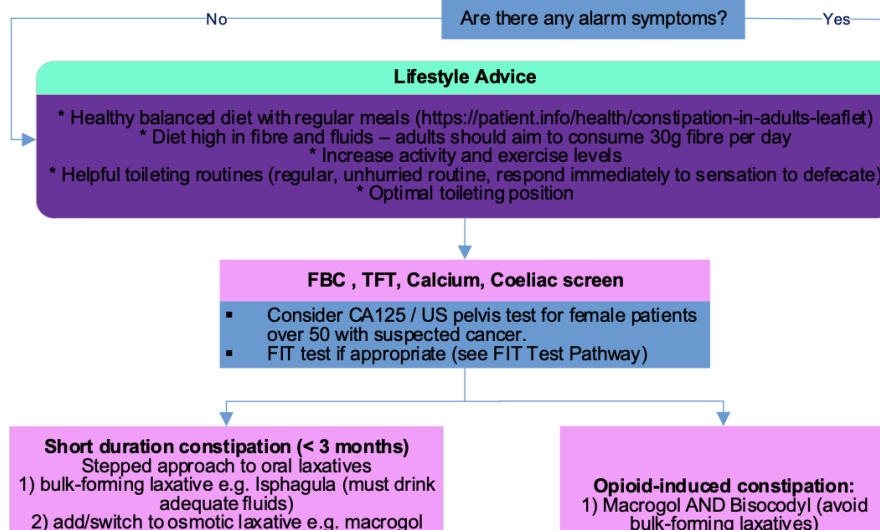 Are there any alarm symptoms?
No
Yes
Lifestyle Advice
* Healthy balanced diet with regular meals (https://patient.info/health/constipation-in-adults-leaflet)
* Diet high in fibre and fluids – adults should aim to consume 30g fibre per day
* Increase activity and exercise levels
* Helpful toileting routines (regular, unhurried routine, respond immediately to sensation to defecate)
* Optimal toileting position
FBC , TFT, Calcium, Coeliac screen
▪ Consider CA125 / US pelvis test for female patients
over 50 with suspected cancer.
▪ FIT test if appropriate (see FIT Test Pathway)
Short duration constipation (< 3 months)
Stepped approach to oral laxatives
1) bulk-forming laxative e.g. Isphagula (must drink
adequate fluids)
2) add/switch to osmotic laxative e.g. macrogol
Opioid-induced constipation:
1) Macrogol AND Bisocodyl (avoid
bulk-forming laxatives)